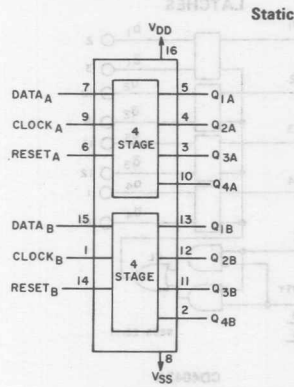 Static
VDD
16
DATAA 7 5 Q1A
CLOCKA 9 4 Q2A
4 STAGE
RESETA 6 3 Q3A
10 Q4A
DATAB 15 13 Q1B
CLOCKB 1 12 Q2B
4 STAGE
RESETB 14 11 Q3B
2 Q4B
8
VSS